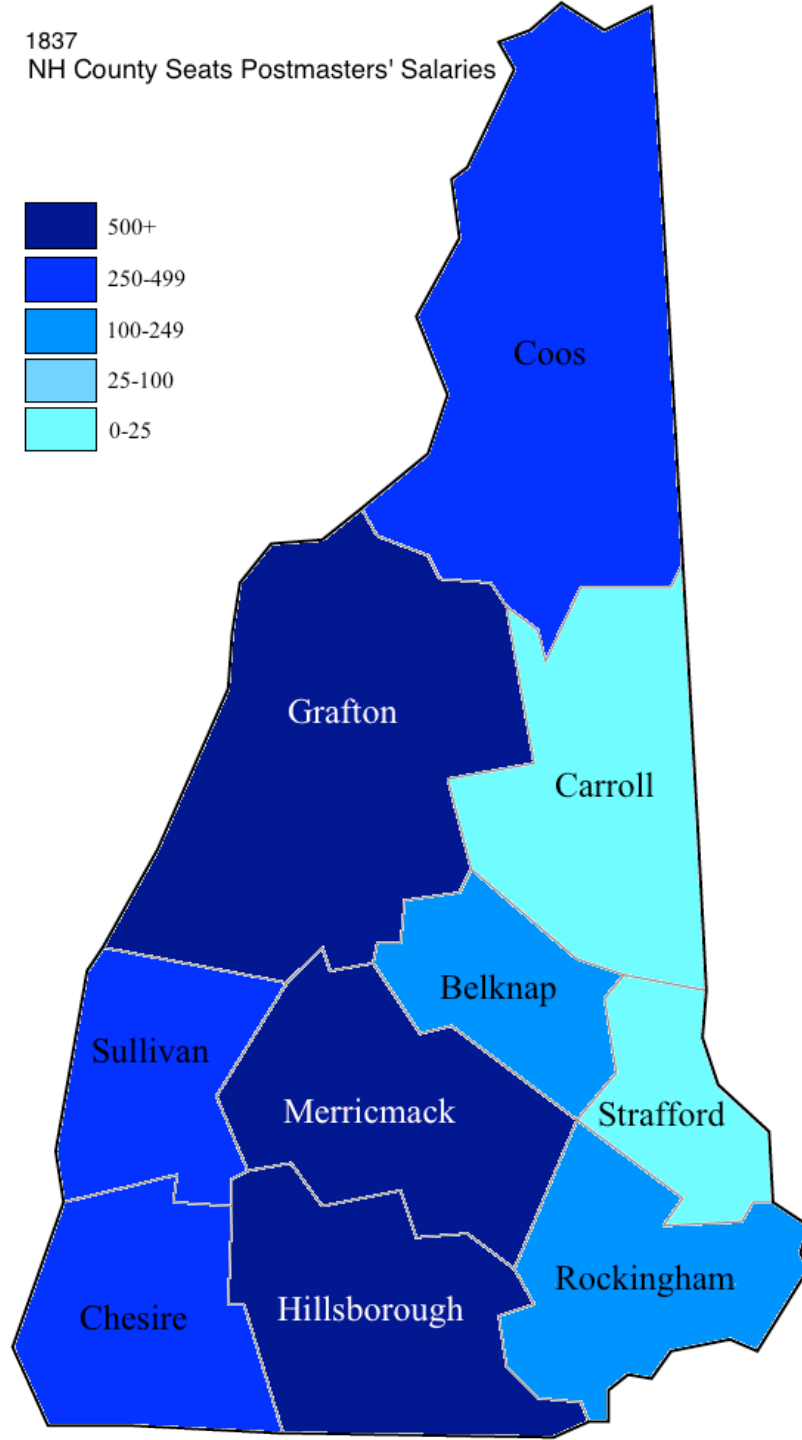 1837
NH County Seats Postmasters' Salaries
500+
250-499
100-249
25-100
0-25
Coos
Grafton
Carroll
Belknap
Sullivan
Merricmack
Strafford
Rockingham
Hillsborough
Chesire